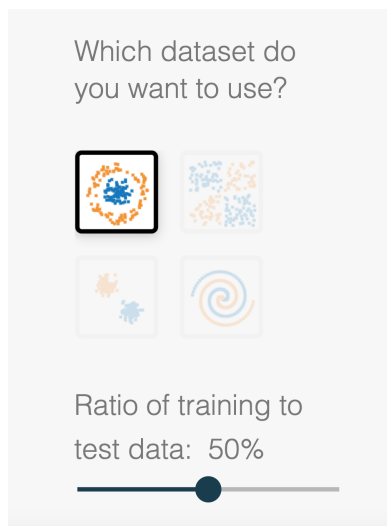 Which dataset do
you want to use?
Ratio of training to
test data: 50%